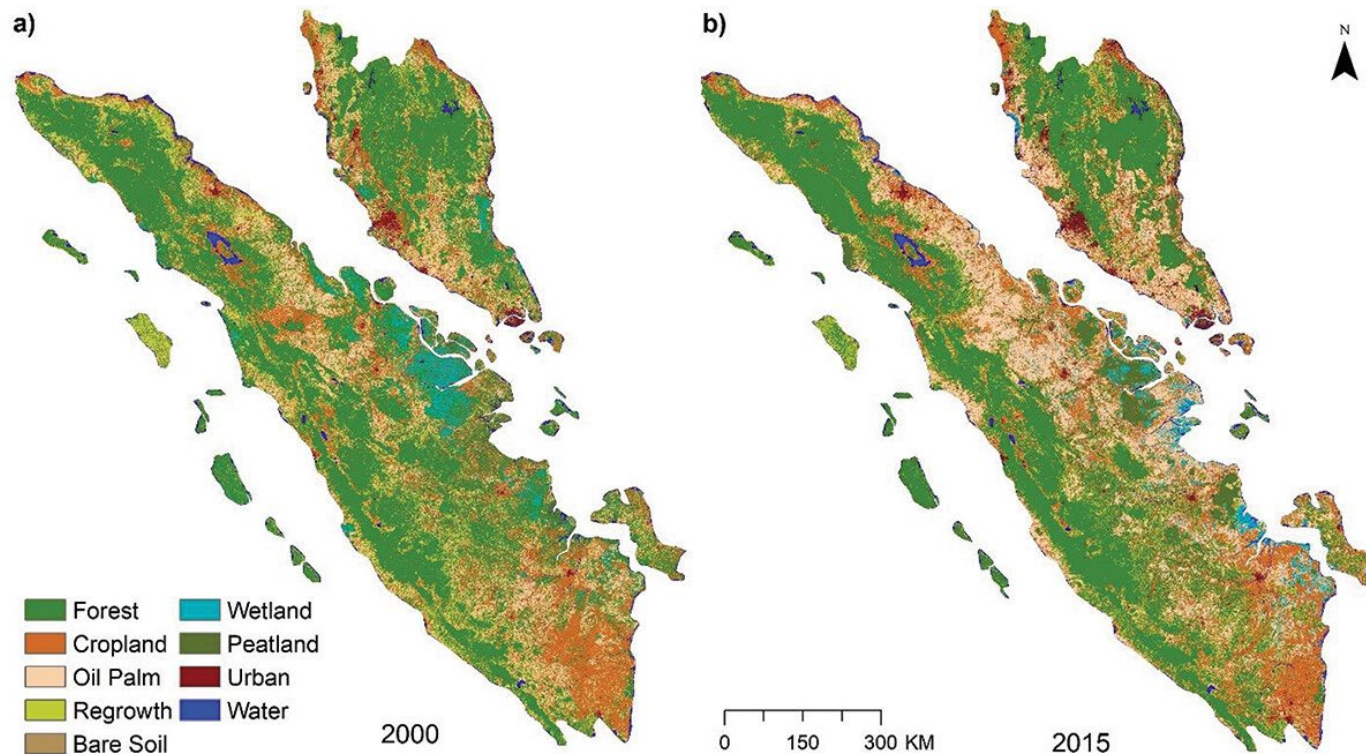 a)
b)
N
Forest
Wetland
Cropland
Peatland
Oil Palm
Urban
Regrowth
Water
Bare Soil
2000
0 150 300 KM
2015